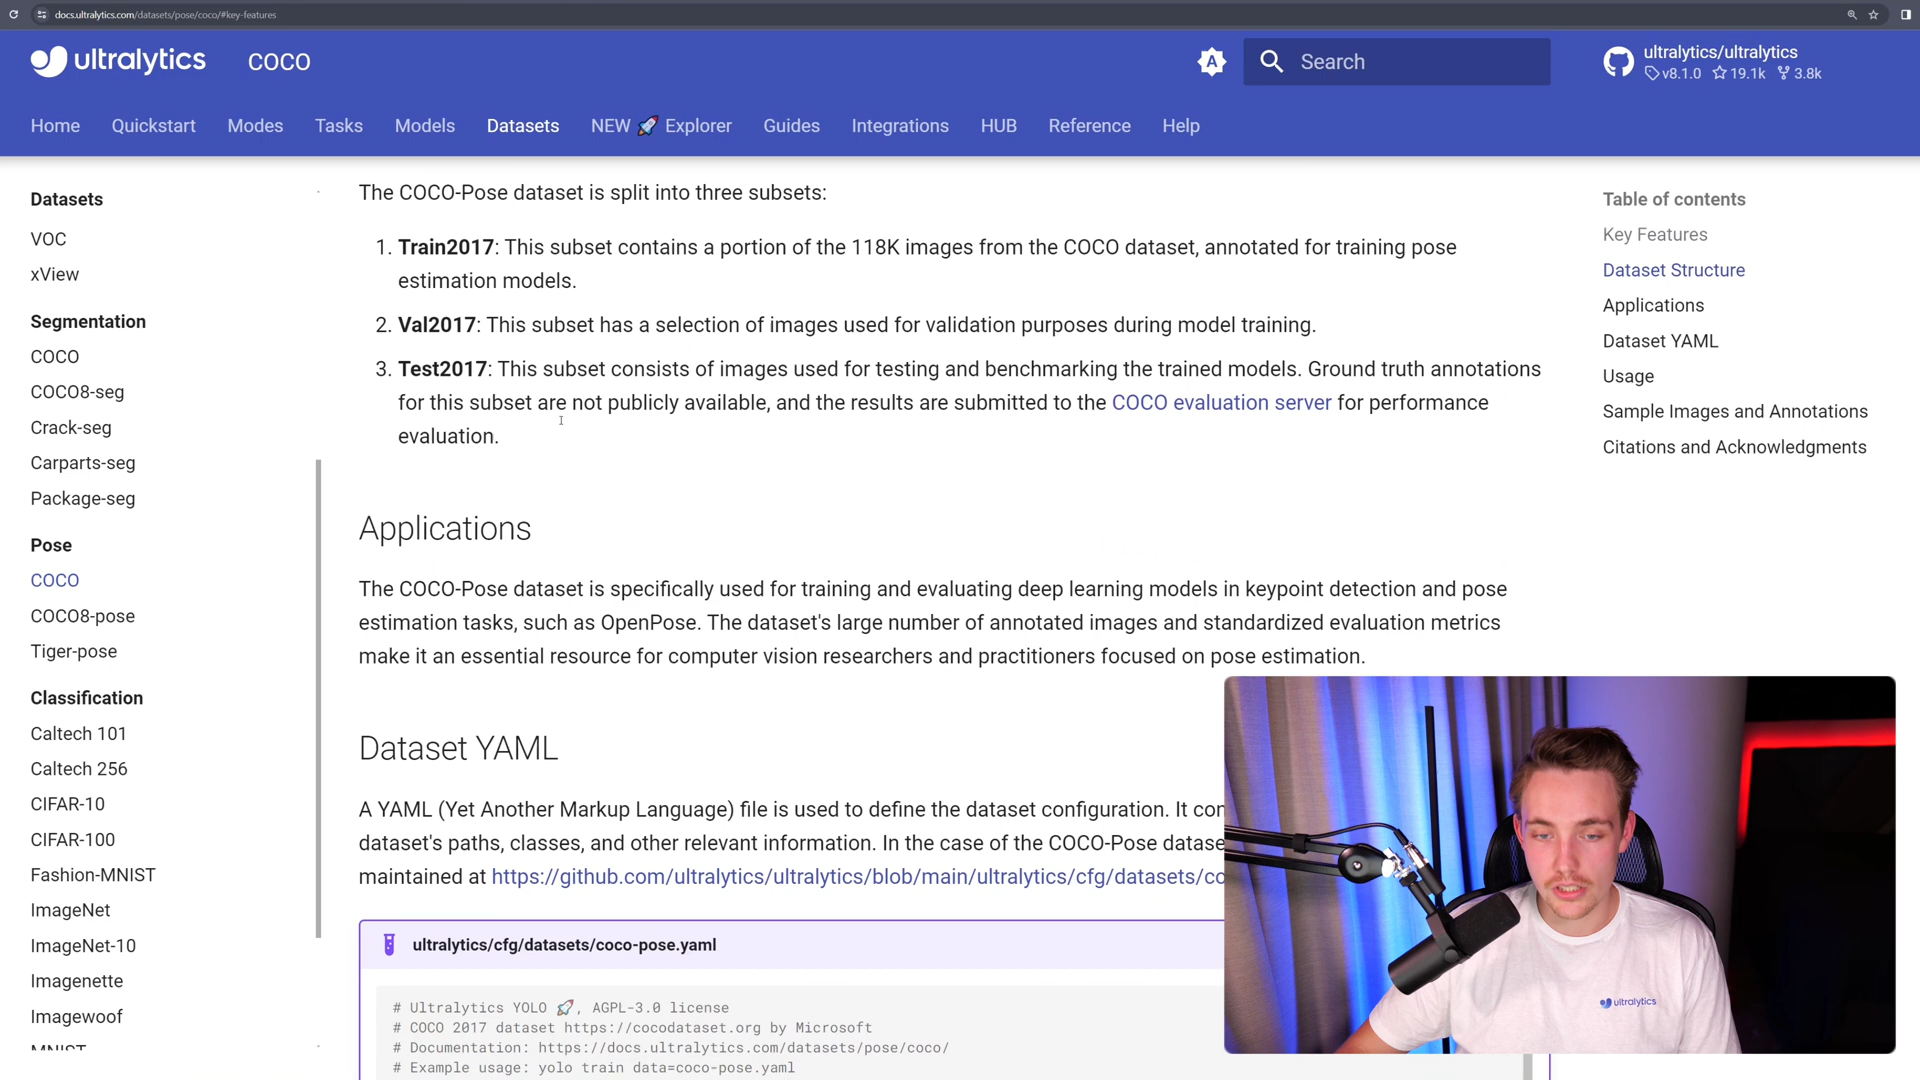 docs.ultralytics.com/datasets/pose/coco/#key-features
ultralytics
COCO
A
Search
ultralytics/ultralytics
v8.1.0 19.1k 3.8k
Home Quickstart Modes Tasks Models Datasets NEW 🚀 Explorer Guides Integrations HUB Reference Help
Datasets
VOC
xView
Segmentation
COCO
COCO8-seg
Crack-seg
Carparts-seg
Package-seg
Pose
COCO
COCO8-pose
Tiger-pose
Classification
Caltech 101
Caltech 256
CIFAR-10
CIFAR-100
Fashion-MNIST
ImageNet
ImageNet-10
Imagenette
Imagewoof
MNIST
The COCO-Pose dataset is split into three subsets:
1. Train2017: This subset contains a portion of the 118K images from the COCO dataset, annotated for training pose
estimation models.
2. Val2017: This subset has a selection of images used for validation purposes during model training.
3. Test2017: This subset consists of images used for testing and benchmarking the trained models. Ground truth annotations
for this subset are not publicly available, and the results are submitted to the COCO evaluation server for performance
evaluation.
Applications
The COCO-Pose dataset is specifically used for training and evaluating deep learning models in keypoint detection and pose
estimation tasks, such as OpenPose. The dataset's large number of annotated images and standardized evaluation metrics
make it an essential resource for computer vision researchers and practitioners focused on pose estimation.
Dataset YAML
A YAML (Yet Another Markup Language) file is used to define the dataset configuration. It con
dataset's paths, classes, and other relevant information. In the case of the COCO-Pose datase
maintained at https://github.com/ultralytics/ultralytics/blob/main/ultralytics/cfg/datasets/co
ultralytics/cfg/datasets/coco-pose.yaml
# Ultralytics YOLO 🚀, AGPL-3.0 license
# COCO 2017 dataset https://cocodataset.org by Microsoft
# Documentation: https://docs.ultralytics.com/datasets/pose/coco/
# Example usage: yolo train data=coco-pose.yaml
Table of contents
Key Features
Dataset Structure
Applications
Dataset YAML
Usage
Sample Images and Annotations
Citations and Acknowledgments
ultralytics